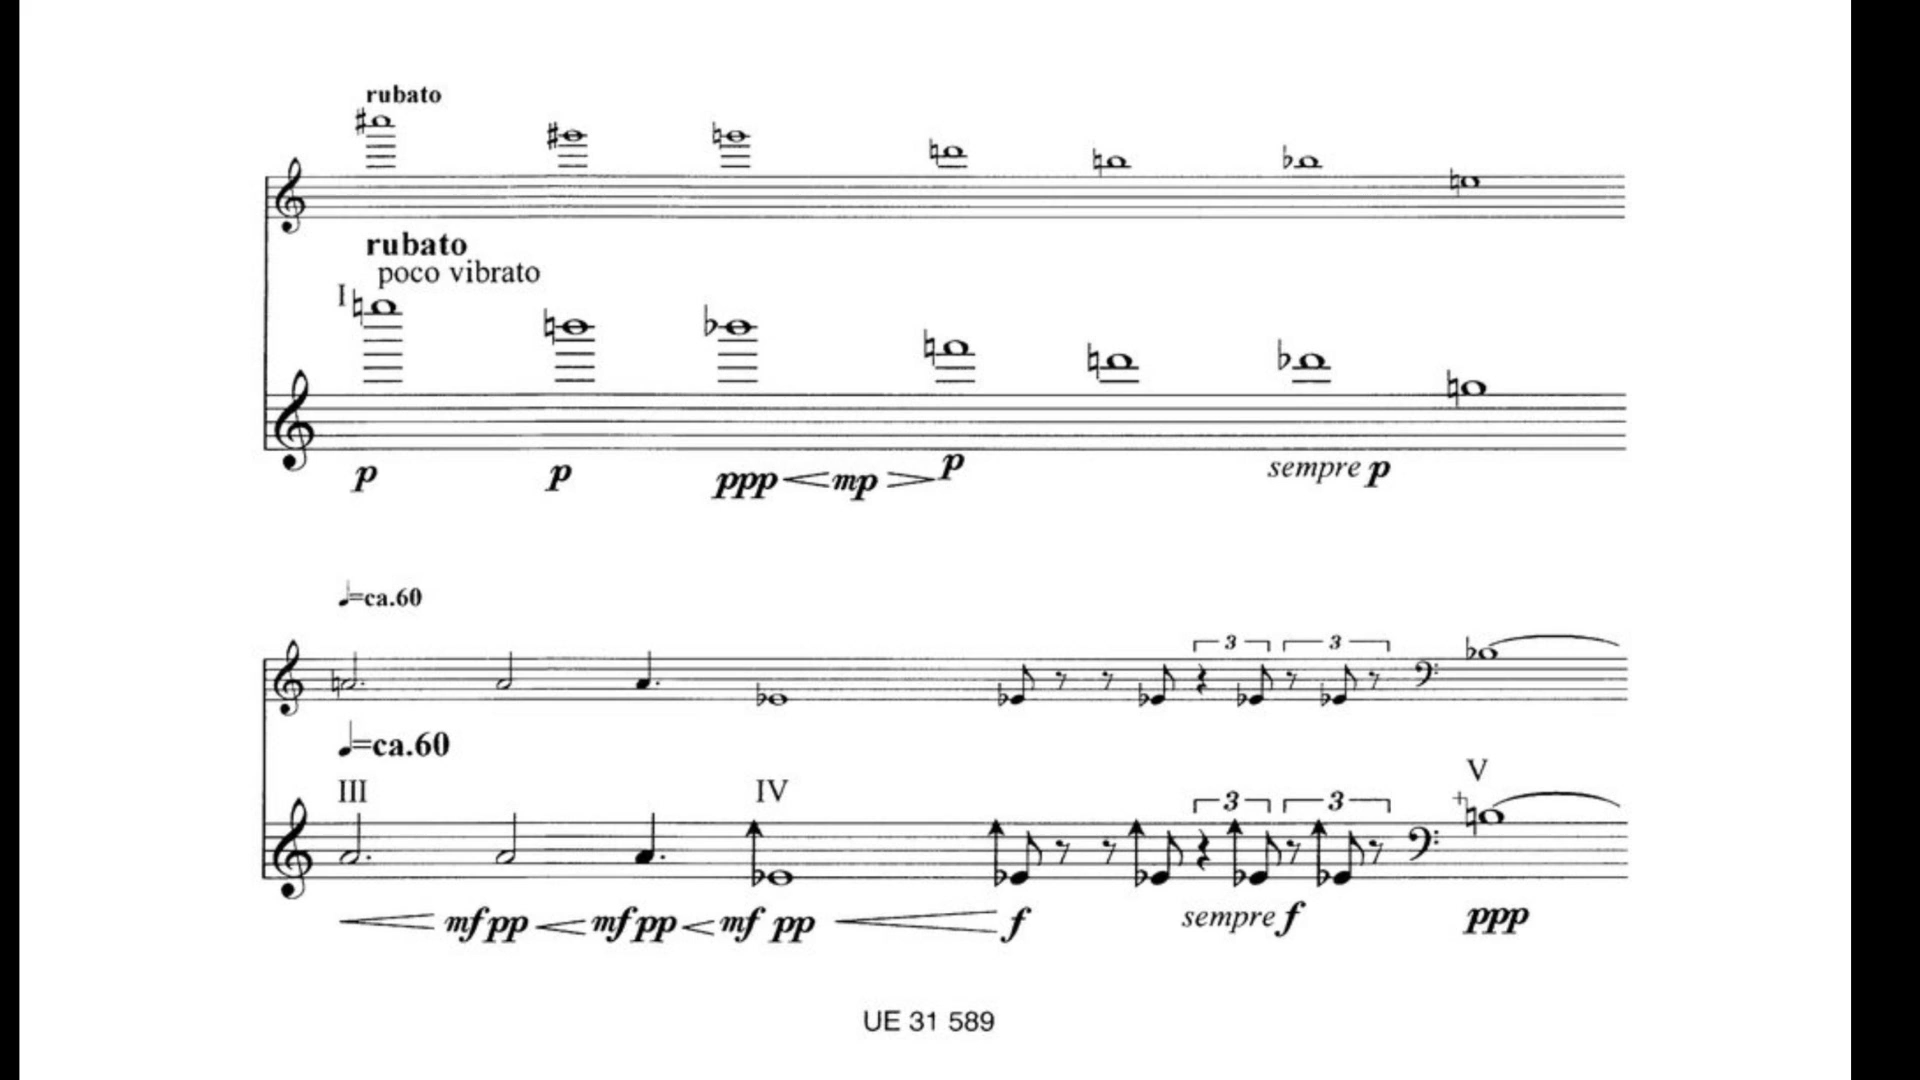 rubato
rubato
poco vibrato
I
p p ppp mp p sempre p
♩=ca.60
3 3
♩=ca.60
III IV V
3 3
mf pp mf pp mf pp f sempre f ppp
UE 31 589